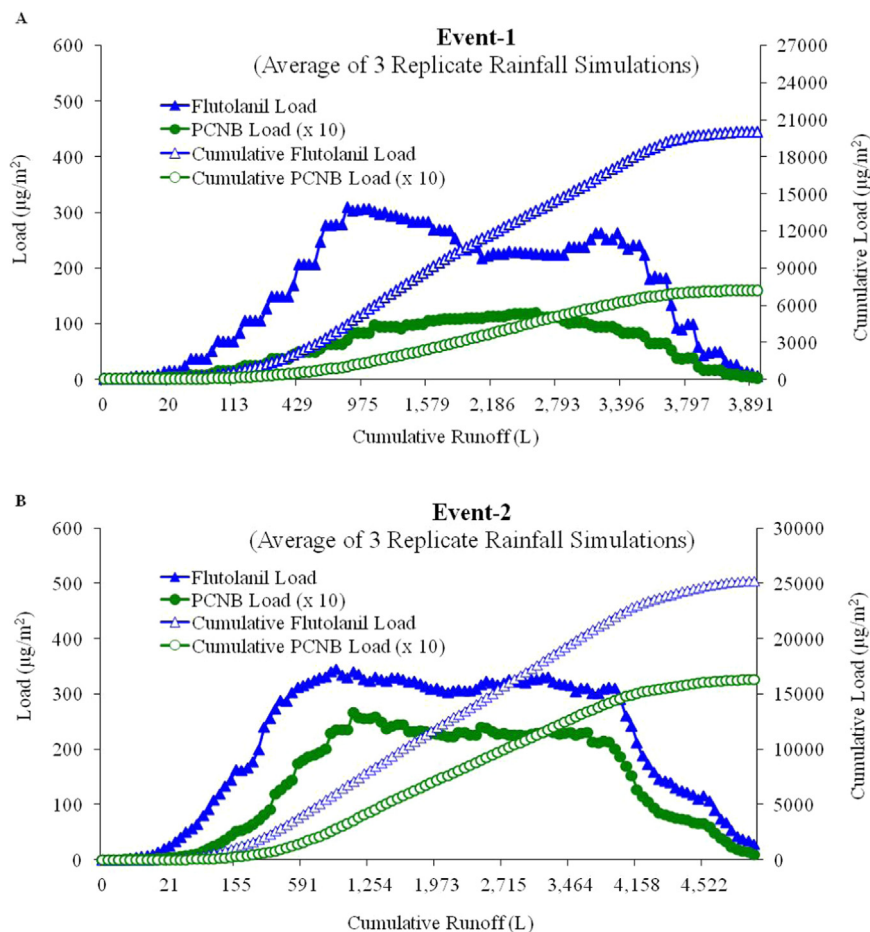 A
Event-1
(Average of 3 Replicate Rainfall Simulations)
Flutolanil Load
PCNB Load (x 10)
Cumulative Flutolanil Load
Cumulative PCNB Load (x 10)
Load (µg/m²)
600
500
400
300
200
100
0
27000
24000
21000
18000
15000
12000
9000
6000
3000
0
Cumulative Load (µg/m²)
0 20 113 429 975 1,579 2,186 2,793 3,396 3,797 3,891
Cumulative Runoff (L)
B
Event-2
(Average of 3 Replicate Rainfall Simulations)
Flutolanil Load
PCNB Load (x 10)
Cumulative Flutolanil Load
Cumulative PCNB Load (x 10)
Load (µg/m²)
600
500
400
300
200
100
0
30000
25000
20000
15000
10000
5000
0
Cumulative Load (µg/m²)
0 21 155 591 1,254 1,973 2,715 3,464 4,158 4,522
Cumulative Runoff (L)